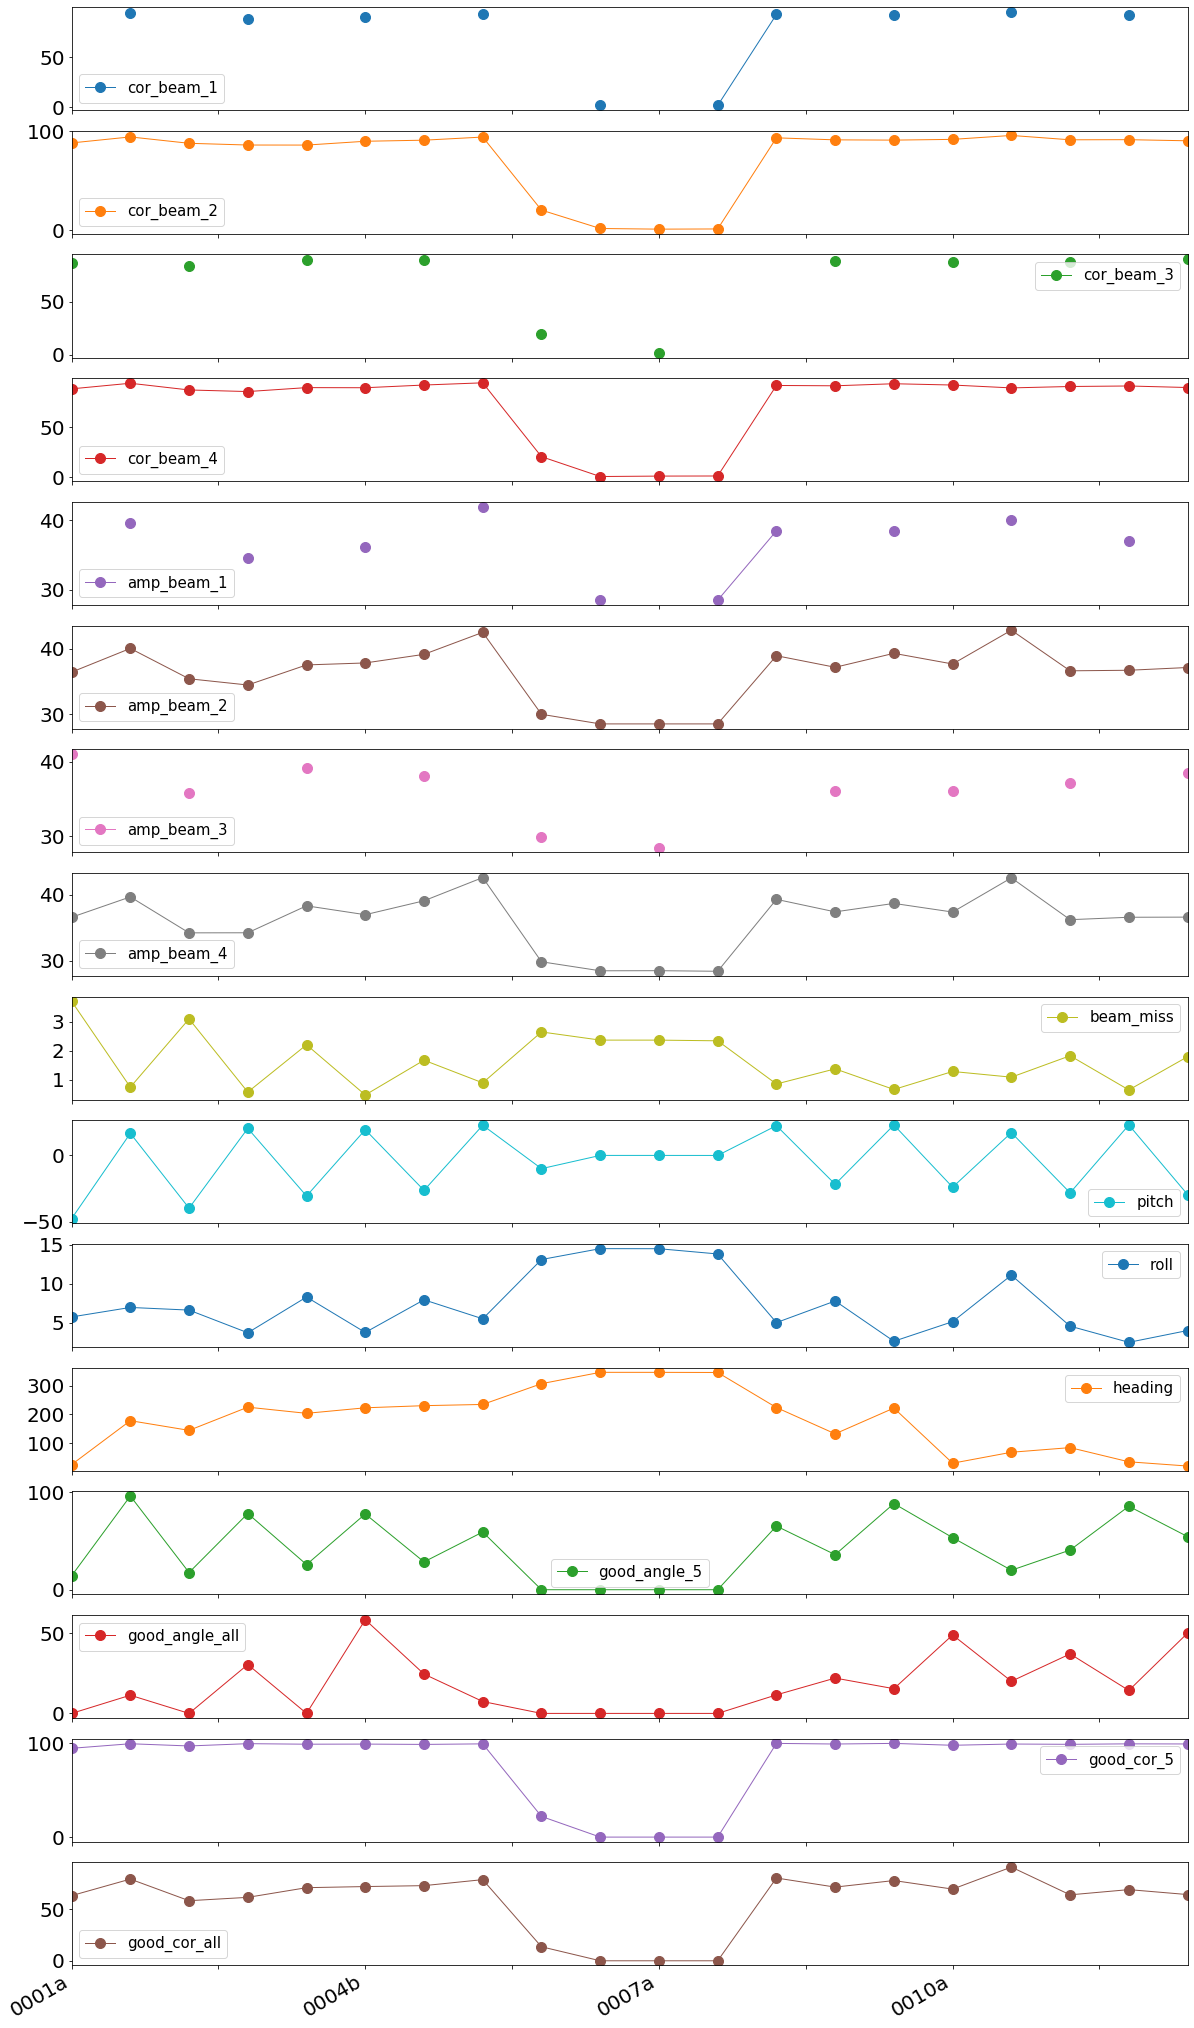 50
0
cor_beam_1
100
0
cor_beam_2
50
0
cor_beam_3
50
0
cor_beam_4
40
30
amp_beam_1
40
30
amp_beam_2
40
30
amp_beam_3
40
30
amp_beam_4
3
2
1
beam_miss
0
−50
pitch
15
10
5
roll
300
200
100
heading
100
0
good_angle_5
50
0
good_angle_all
100
0
good_cor_5
50
0
good_cor_all
0001a
0004b
0007a
0010a